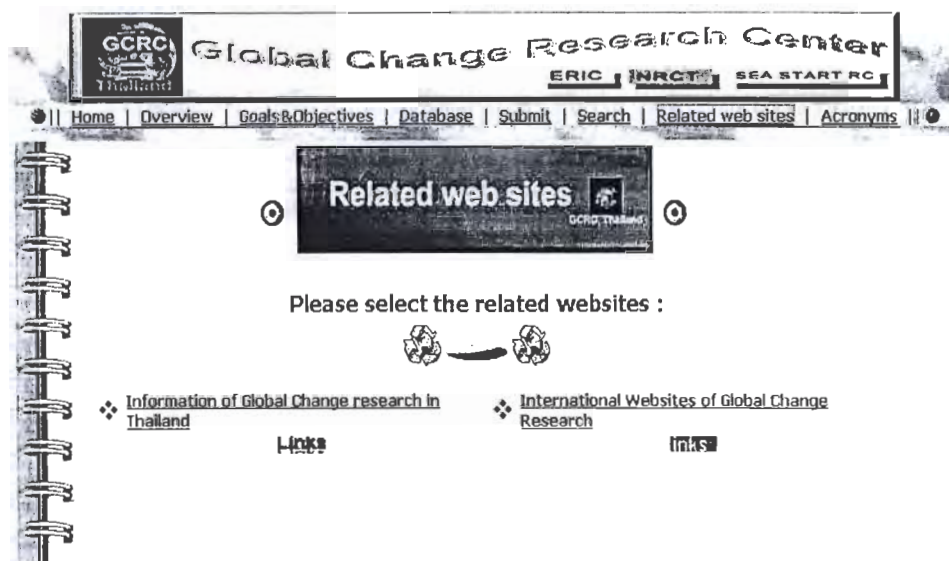 GCRC
Thailand
Global Change Research Center
ERIC NRCT SEA START RC
|| Home | Overview | Goals&Objectives | Database | Submit | Search | Related web sites | Acronyms ||
Related web sites
GCRC, Thailand
Please select the related websites :
Information of Global Change research in
Thailand
Links
International Websites of Global Change
Research
inks